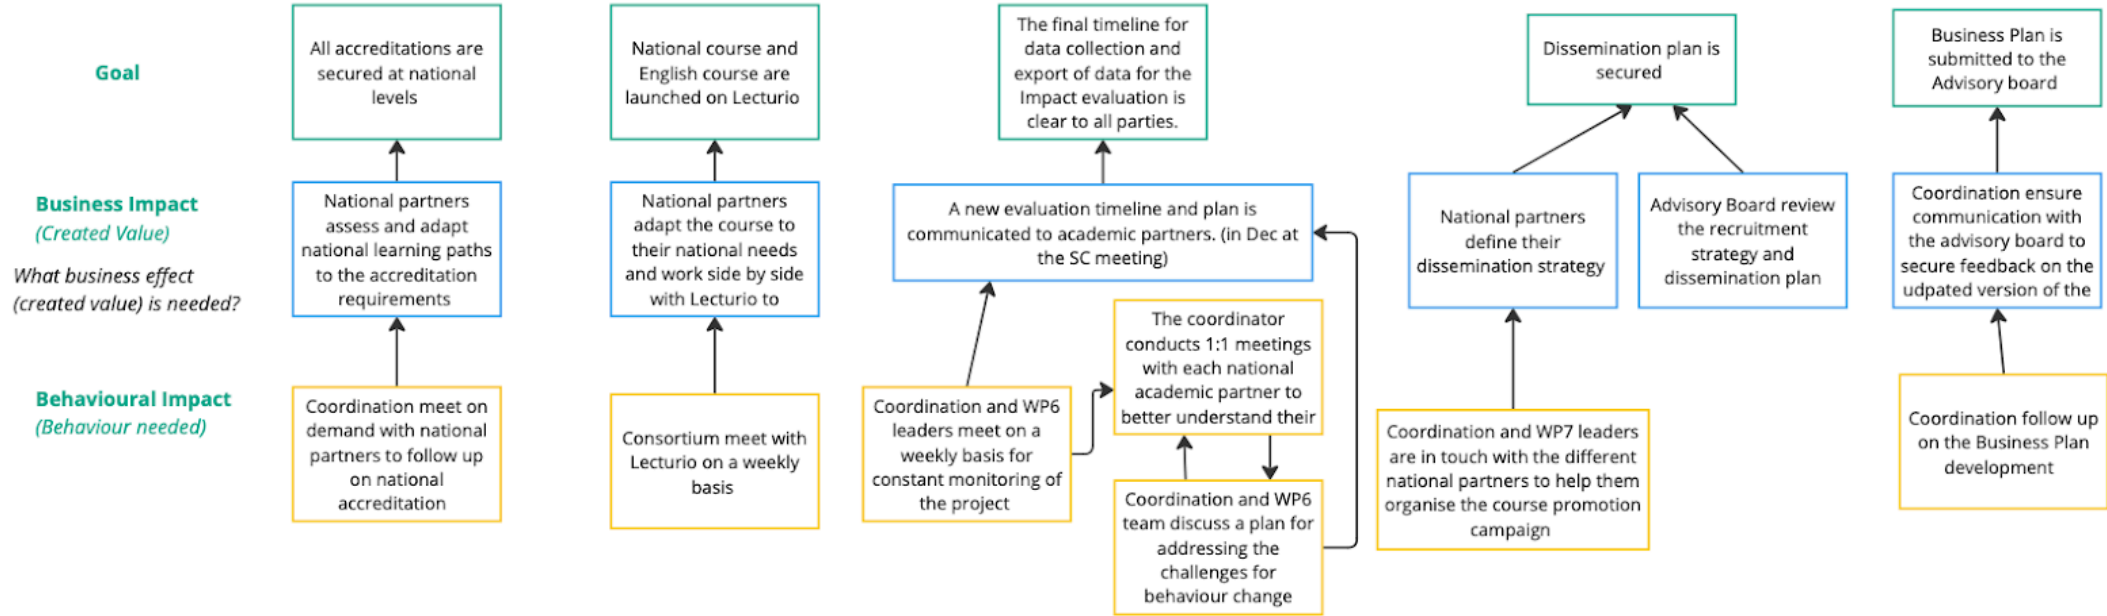 Goal
All accreditations are
secured at national
levels
National course and
English course are
launched on Lecturio
The final timeline for
data collection and
export of data for the
Impact evaluation is
clear to all parties.
Dissemination plan is
secured
Business Plan is
submitted to the
Advisory board
Business Impact
(Created Value)
What business effect
(created value) is needed?
National partners
assess and adapt
national learning paths
to the accreditation
requirements
National partners
adapt the course to
their national needs
and work side by side
with Lecturio to
A new evaluation timeline and plan is
communicated to academic partners. (in Dec at
the SC meeting)
National partners
define their
dissemination strategy
Advisory Board review
the recruitment
strategy and
dissemination plan
Coordination ensure
communication with
the advisory board to
secure feedback on the
udpated version of the
Behavioural Impact
(Behaviour needed)
Coordination meet on
demand with national
partners to follow up
on national
accreditation
Consortium meet with
Lecturio on a weekly
basis
Coordination and WP6
leaders meet on a
weekly basis for
constant monitoring of
the project
The coordinator
conducts 1:1 meetings
with each national
academic partner to
better understand their
Coordination and WP6
team discuss a plan for
addressing the
challenges for
behaviour change
Coordination and WP7 leaders
are in touch with the different
national partners to help them
organise the course promotion
campaign
Coordination follow up
on the Business Plan
development